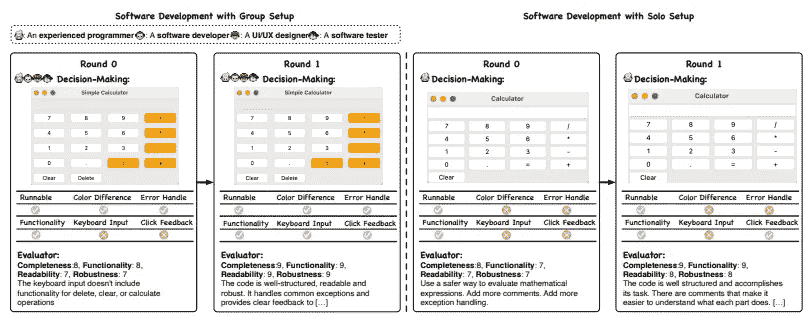 Software Development with Group Setup
: An experienced programmer : A software developer : A UI/UX designer : A software tester
Round 0
Decision-Making:
Simple Calculator
7 8 9
4 5 6
1 2 3
0 .
Clear Delete
Runnable Color Difference Error Handle
Functionality Keyboard Input Click Feedback
Evaluator:
Completeness:8, Functionality: 8,
Readability: 7, Robustness: 7
The keyboard input doesn't include
functionality for delete, clear, or calculate
operations
Round 1
Decision-Making:
Simple Calculator
7 8 9
4 5 6
1 2 3
0 .
Clear Delete
Runnable Color Difference Error Handle
Functionality Keyboard Input Click Feedback
Evaluator:
Completeness:9, Functionality: 9,
Readability: 9, Robustness: 9
The code is well-structured, readable and
robust. It handles common exceptions and
provides clear feedback to [...]
Software Development with Solo Setup
Round 0
Decision-Making:
Calculator
7 8 9 /
4 5 6 *
1 2 3 -
0 . = +
Clear
Runnable Color Difference Error Handle
Functionality Keyboard Input Click Feedback
Evaluator:
Completeness:8, Functionality: 7,
Readability: 7, Robustness: 7
Use a safer way to evaluate mathematical
expressions. Add more comments. Add more
exception handling.
Round 1
Decision-Making:
Calculator
7 8 9 /
4 5 6 *
1 2 3 -
0 . = +
Clear
Runnable Color Difference Error Handle
Functionality Keyboard Input Click Feedback
Evaluator:
Completeness:9, Functionality: 9,
Readability: 8, Robustness: 8
The code is well structured and accomplishes
its task. There are comments that make it
easier to understand what each part does. [...]